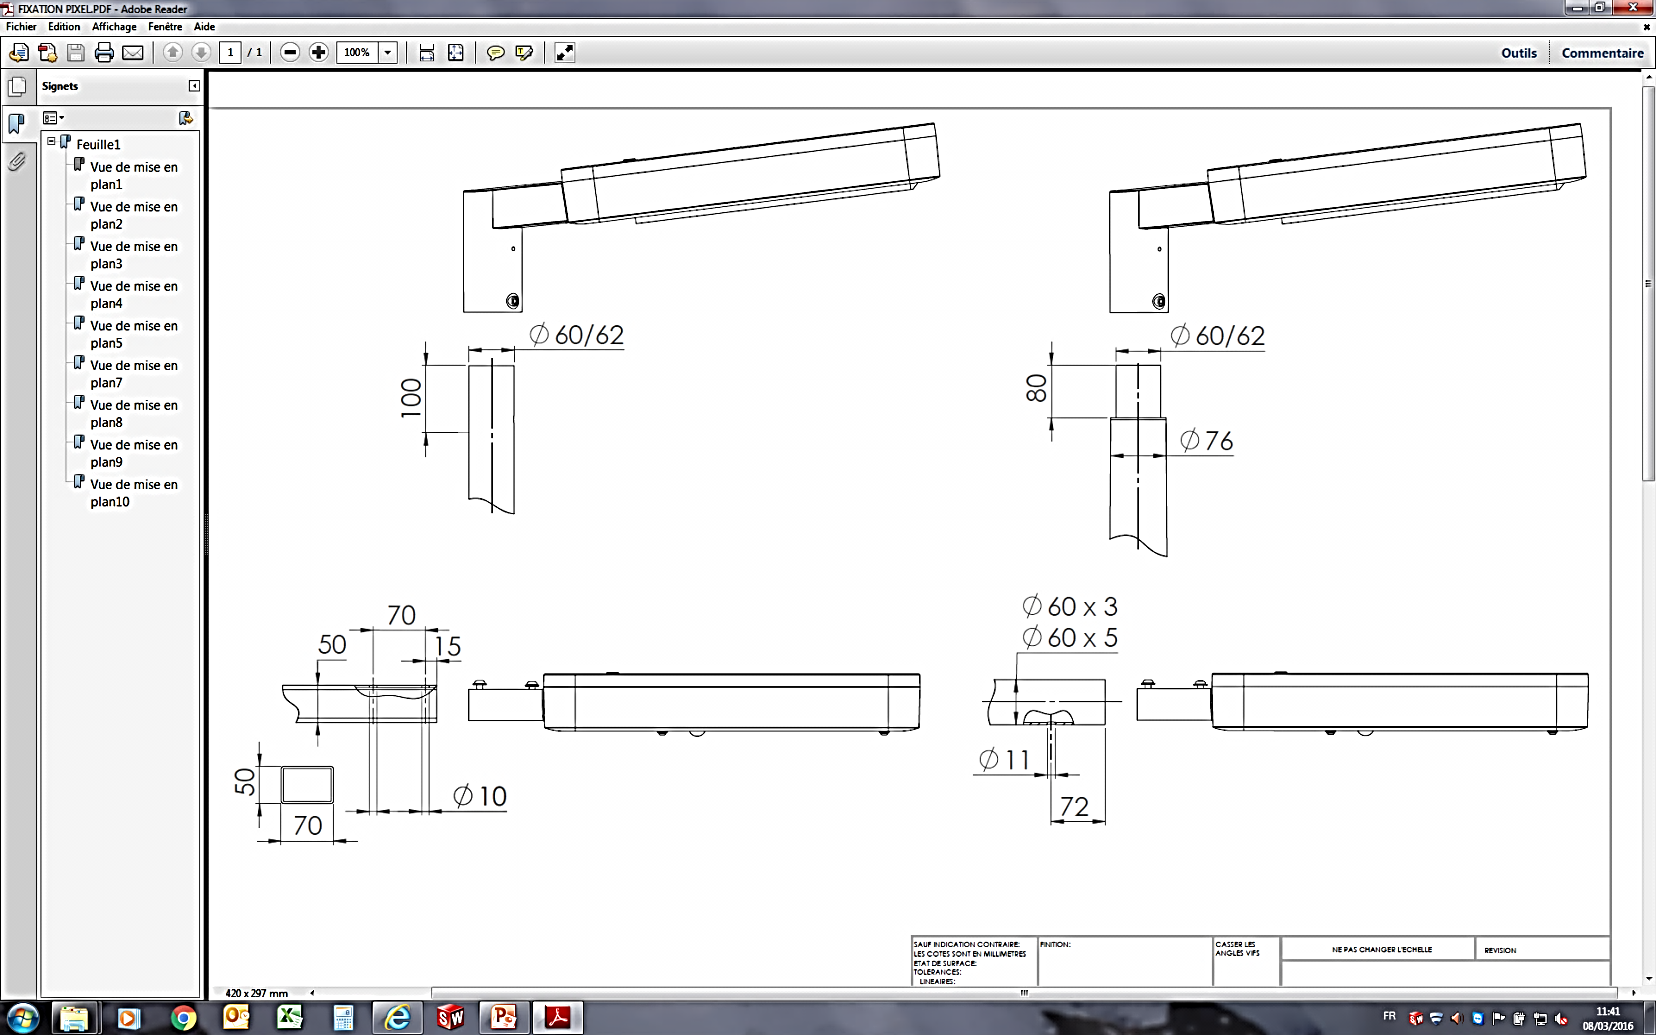 FIXATION PIXEL.PDF - Adobe Reader
Fichier Edition Affichage Fenêtre Aide
1 / 1 100% Outils Commentaire
Signets
Feuille1
Vue de mise en
plan1
Vue de mise en
plan2
Vue de mise en
plan3
Vue de mise en
plan4
Vue de mise en
plan5
Vue de mise en
plan7
Vue de mise en
plan8
Vue de mise en
plan9
Vue de mise en
plan10
∅ 60/62
100
∅ 60/62
80
∅ 76
70
50
15
50
70
∅ 10
∅ 60 x 3
∅ 60 x 5
∅ 11
72
SAUF INDICATION CONTRAIRE:
LES COTES SONT EN MILLIMETRES
ETAT DE SURFACE:
TOLERANCES:
LINEAIRES:
FINITION:
CASSER LES
ANGLES VIFS
NE PAS CHANGER L'ECHELLE
REVISION
420 x 297 mm
FR
11:41
08/03/2016